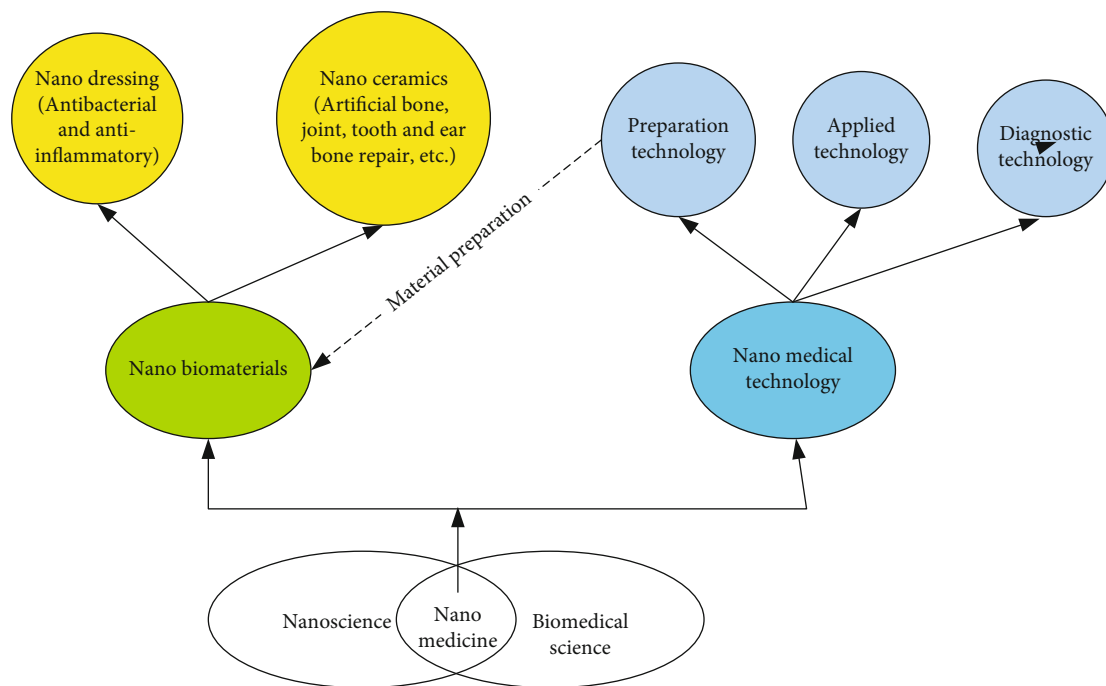 Nano dressing
(Antibacterial
and anti-
inflammatory)
Nano ceramics
(Artificial bone,
joint, tooth and ear
bone repair, etc.)
Preparation
technology
Applied
technology
Diagnostic
technology
Material preparation
Nano biomaterials
Nano medical
technology
Nanoscience
Nano
medicine
Biomedical
science